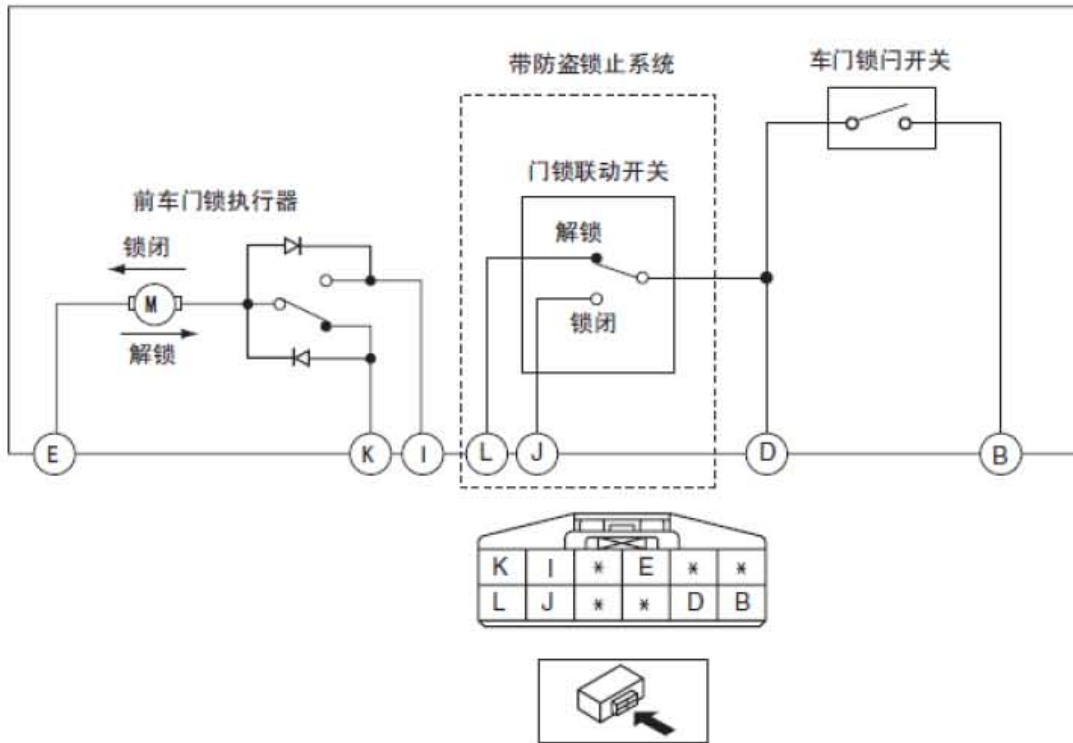 带防盗锁止系统
车门锁闩开关
门锁联动开关
前车门锁执行器
解锁
锁闭
M
锁闭
解锁
E K I L J D B
K I * E * *
L J * * D B